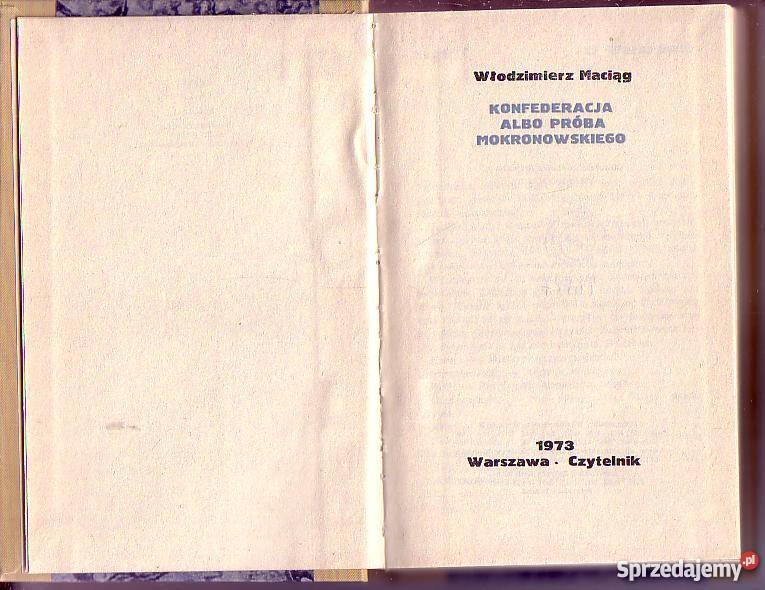 Włodzimierz Maciąg
KONFEDERACJA
ALBO PRÓBA
MOKRONOWSKIEGO
1973
Warszawa · Czytelnik
Sprzedajemy.pl